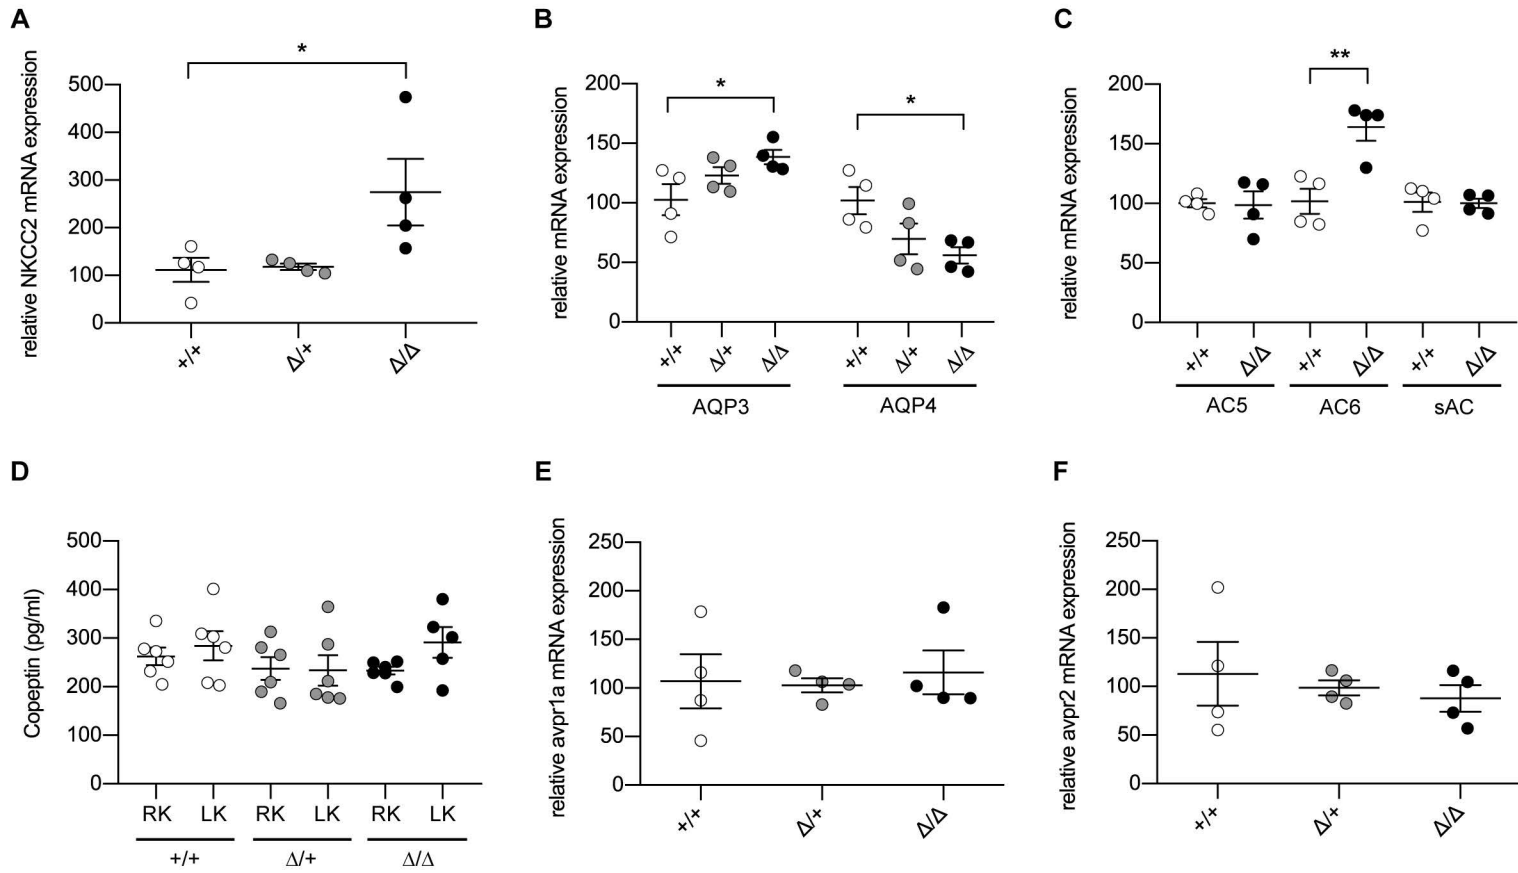 A
relative NKCC2 mRNA expression
500
400
300
200
100
0
*
+/+
Δ/+
Δ/Δ
B
relative mRNA expression
200
150
100
50
0
*
*
+/+
Δ/+
Δ/Δ
+/+
Δ/+
Δ/Δ
AQP3
AQP4
C
relative mRNA expression
200
150
100
50
0
**
+/+
Δ/Δ
+/+
Δ/Δ
+/+
Δ/Δ
AC5
AC6
sAC
D
Copeptin (pg/ml)
500
400
300
200
100
0
RK
LK
RK
LK
RK
LK
+/+
Δ/+
Δ/Δ
E
relative avpr1a mRNA expression
250
200
150
100
50
0
+/+
Δ/+
Δ/Δ
F
relative avpr2 mRNA expression
250
200
150
100
50
0
+/+
Δ/+
Δ/Δ